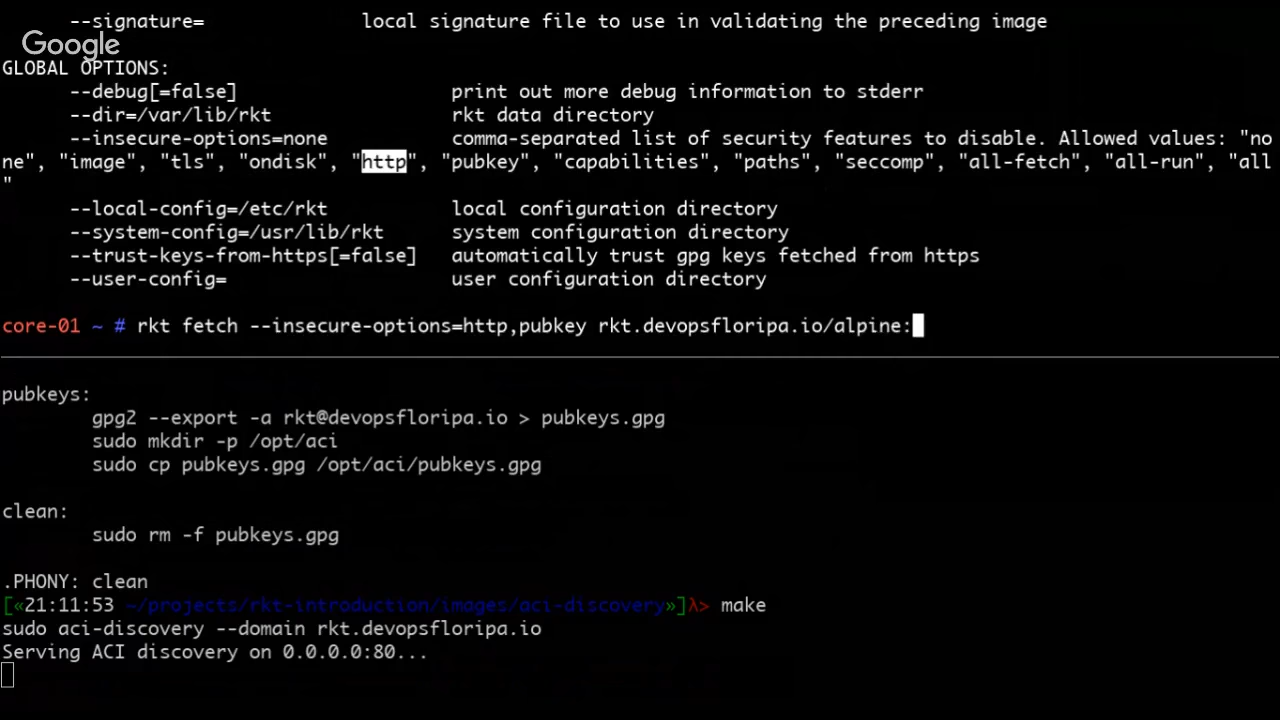 --signature= local signature file to use in validating the preceding image
Google
GLOBAL OPTIONS:
--debug[=false] print out more debug information to stderr
--dir=/var/lib/rkt rkt data directory
--insecure-options=none comma-separated list of security features to disable. Allowed values: "no
ne", "image", "tls", "ondisk", "http", "pubkey", "capabilities", "paths", "seccomp", "all-fetch", "all-run", "all
"
--local-config=/etc/rkt local configuration directory
--system-config=/usr/lib/rkt system configuration directory
--trust-keys-from-https[=false] automatically trust gpg keys fetched from https
--user-config= user configuration directory
core-01 ~ # rkt fetch --insecure-options=http,pubkey rkt.devopsfloripa.io/alpine:
pubkeys:
gpg2 --export -a rkt@devopsfloripa.io > pubkeys.gpg
sudo mkdir -p /opt/aci
sudo cp pubkeys.gpg /opt/aci/pubkeys.gpg
clean:
sudo rm -f pubkeys.gpg
.PHONY: clean
[«21:11:53 ~/projects/rkt-introduction/images/aci-discovery»]λ> make
sudo aci-discovery --domain rkt.devopsfloripa.io
Serving ACI discovery on 0.0.0.0:80...